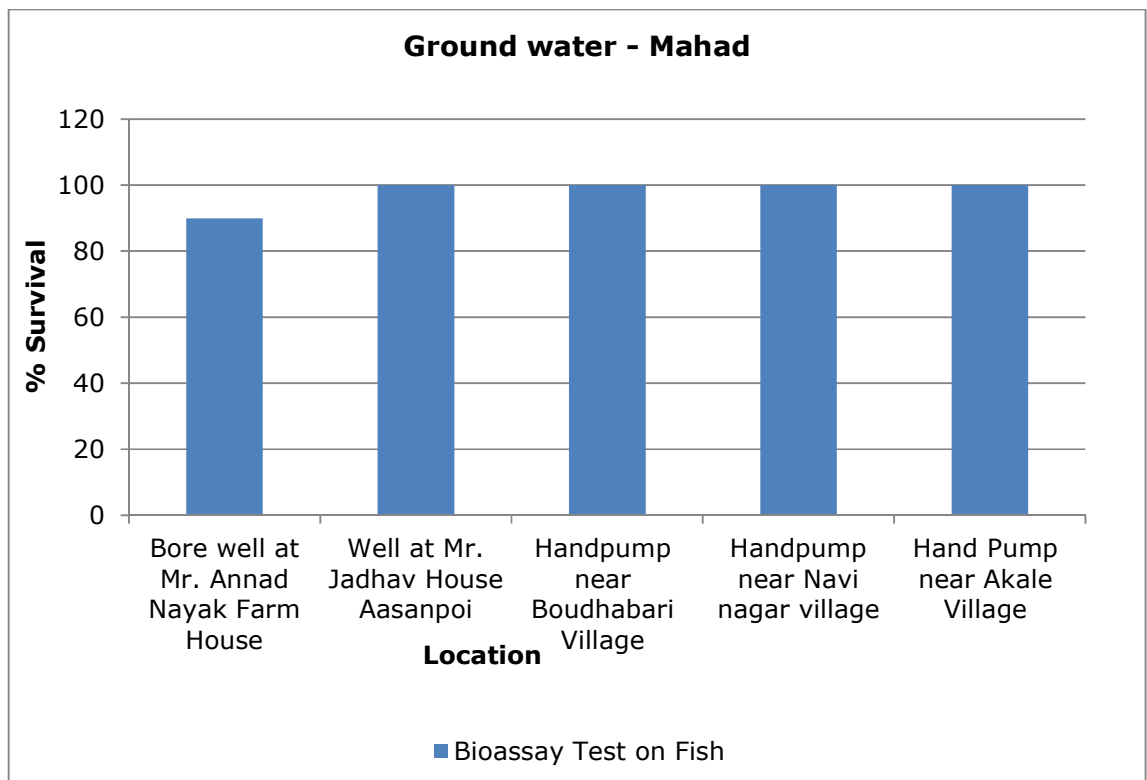 Ground water - Mahad
% Survival
120
100
80
60
40
20
0
Bore well at
Mr. Annad
Nayak Farm
House
Well at Mr.
Jadhav House
Aasanpoi
Handpump
near
Boudhabari
Village
Handpump
near Navi
nagar village
Hand Pump
near Akale
Village
Location
Bioassay Test on Fish